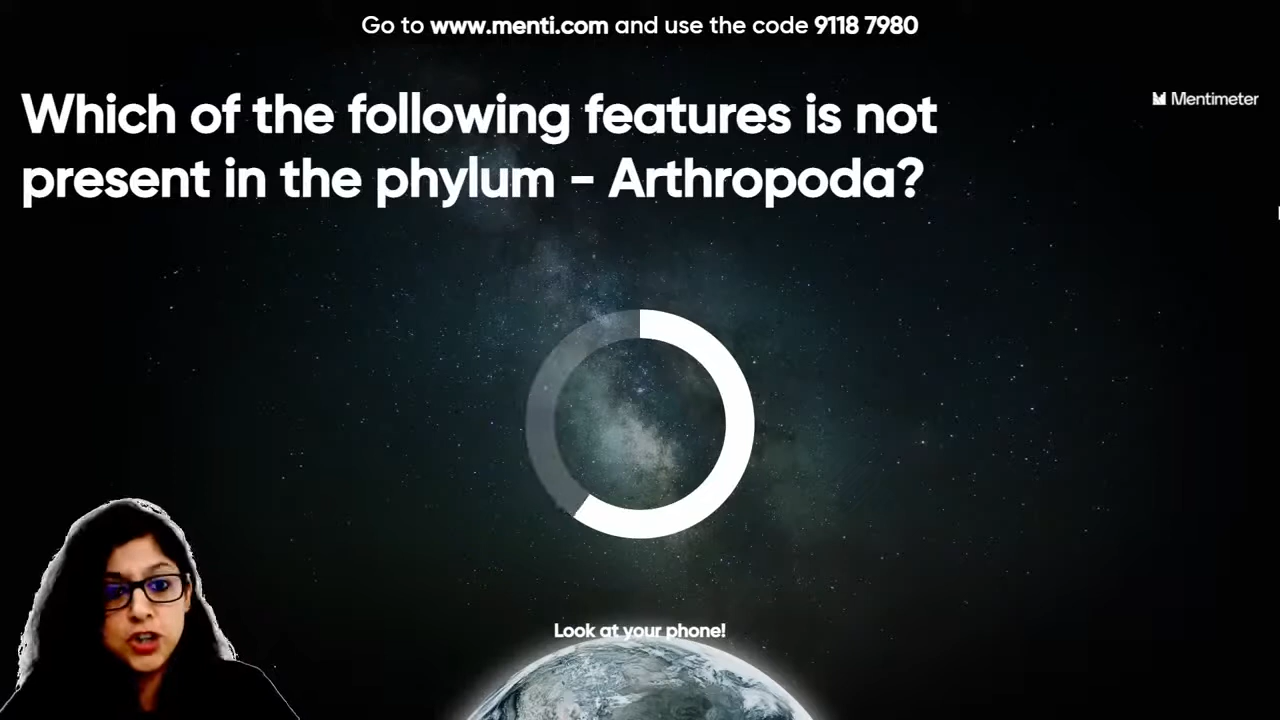 Go to www.menti.com and use the code 9118 7980
Which of the following features is not
present in the phylum - Arthropoda?
Mentimeter
Look at your phone!